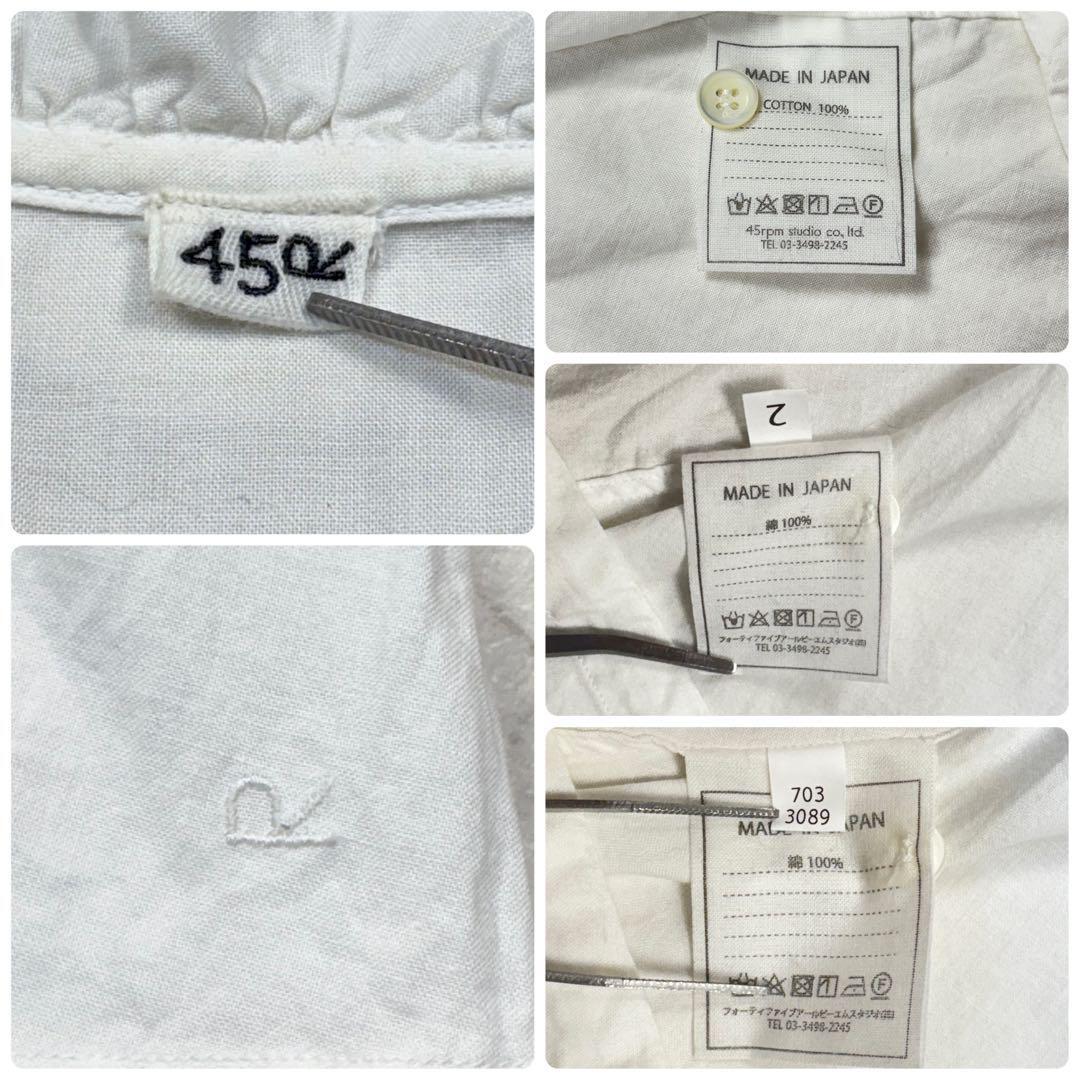 45R
MADE IN JAPAN
COTTON 100%
45rpm studio co., ltd.
TEL 03-3498-2245
2
MADE IN JAPAN
綿 100%
フォーティファイブアールピーエムスタジオ(株)
TEL 03-3498-2245
R
703
3089
MADE IN JAPAN
綿 100%
フォーティファイブアールピーエムスタジオ(株)
TEL 03-3498-2245